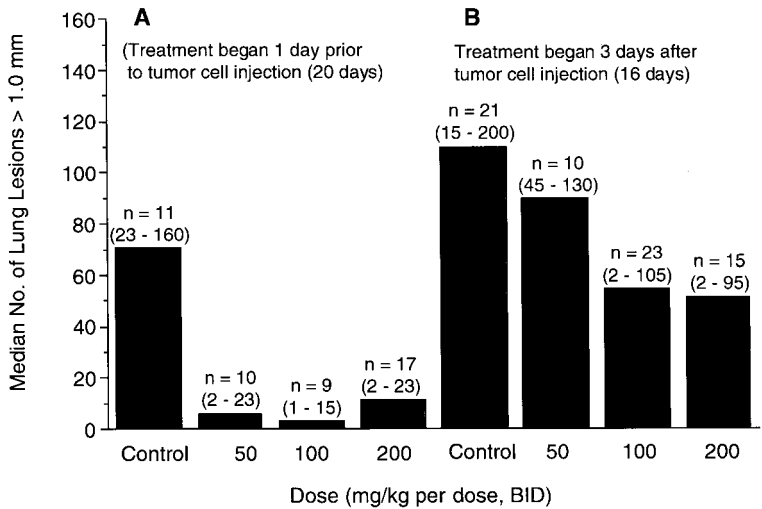 A
(Treatment began 1 day prior
to tumor cell injection (20 days)
B
Treatment began 3 days after
tumor cell injection (16 days)
Median No. of Lung Lesions > 1.0 mm
160
140
120
100
80
60
40
20
0
n = 11
(23 - 160)
n = 10
(2 - 23)
n = 9
(1 - 15)
n = 17
(2 - 23)
n = 21
(15 - 200)
n = 10
(45 - 130)
n = 23
(2 - 105)
n = 15
(2 - 95)
Control 50 100 200 Control 50 100 200
Dose (mg/kg per dose, BID)